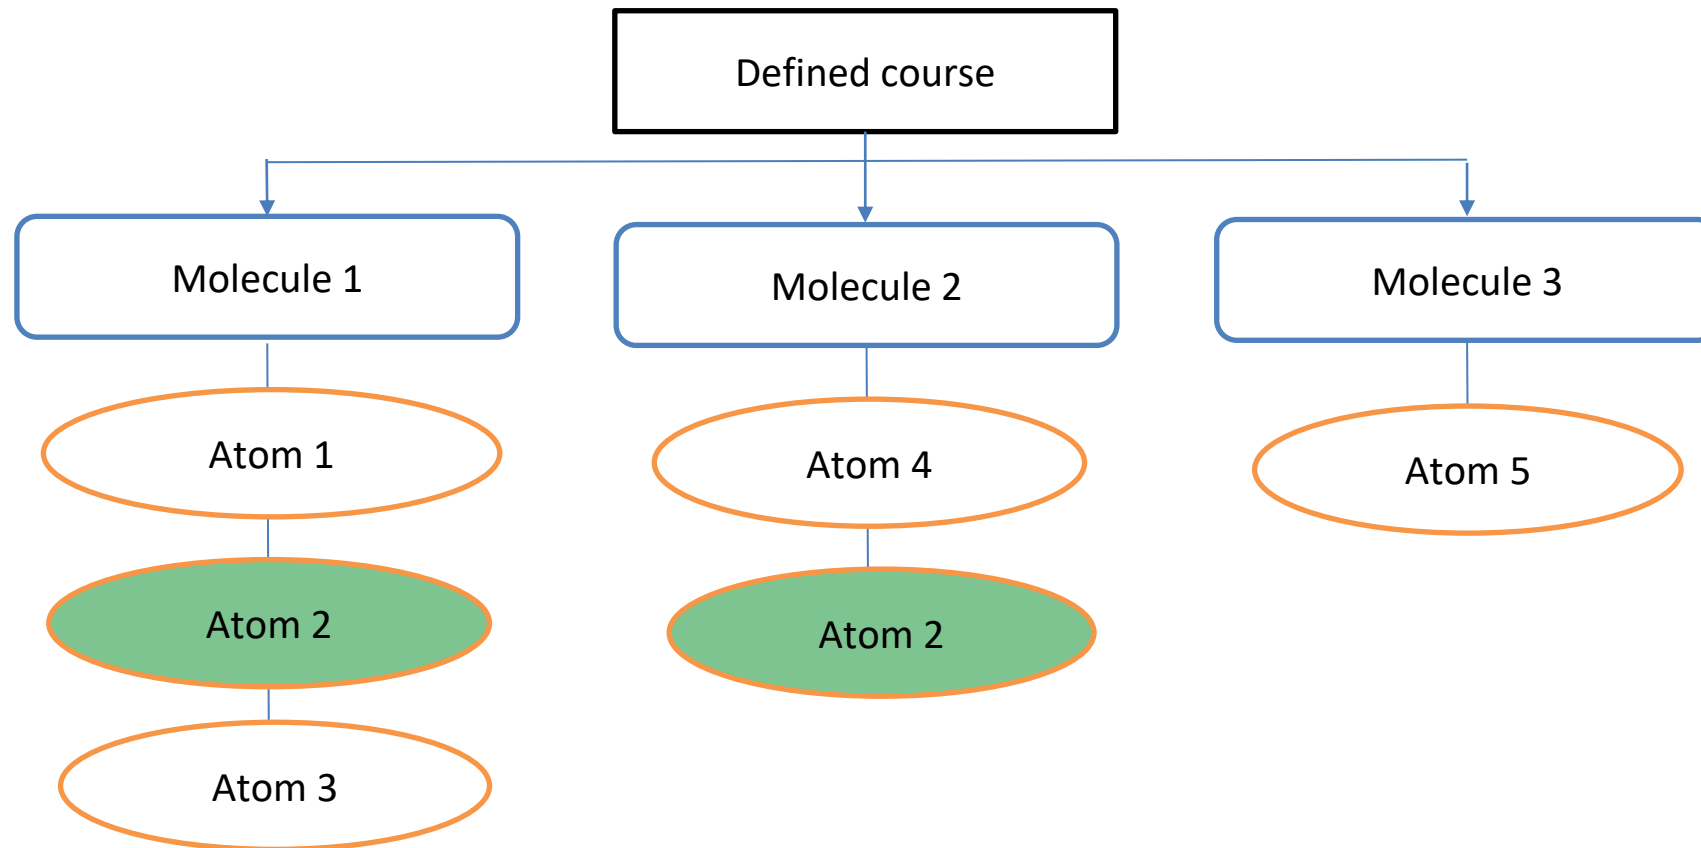 Defined course
Molecule 1
Molecule 2
Molecule 3
Atom 1
Atom 4
Atom 5
Atom 2
Atom 2
Atom 3